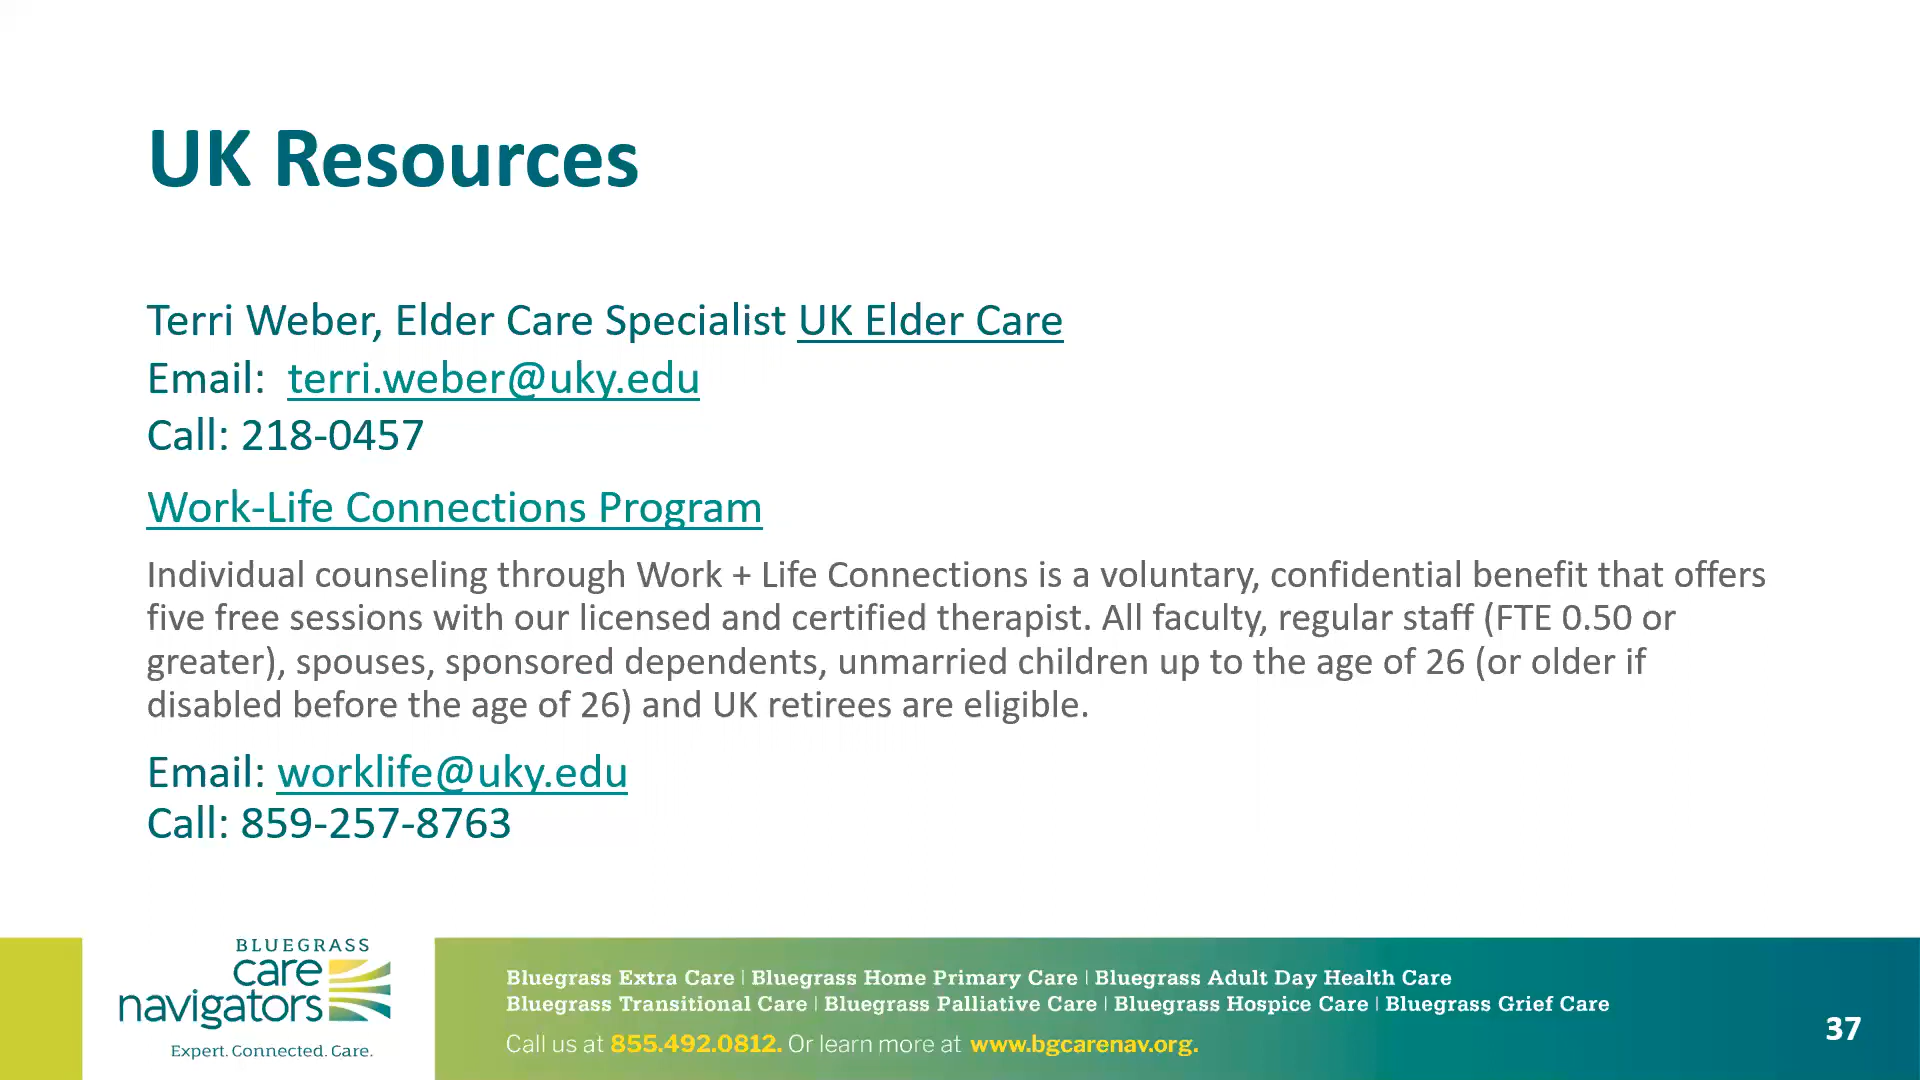 UK Resources
Terri Weber, Elder Care Specialist UK Elder Care
Email: terri.weber@uky.edu
Call: 218-0457
Work-Life Connections Program
Individual counseling through Work + Life Connections is a voluntary, confidential benefit that offers
five free sessions with our licensed and certified therapist. All faculty, regular staff (FTE 0.50 or
greater), spouses, sponsored dependents, unmarried children up to the age of 26 (or older if
disabled before the age of 26) and UK retirees are eligible.
Email: worklife@uky.edu
Call: 859-257-8763
BLUEGRASS
care
navigators
Expert. Connected. Care.
Bluegrass Extra Care | Bluegrass Home Primary Care | Bluegrass Adult Day Health Care
Bluegrass Transitional Care | Bluegrass Palliative Care | Bluegrass Hospice Care | Bluegrass Grief Care
Call us at 855.492.0812. Or learn more at www.bgcarenav.org.
37